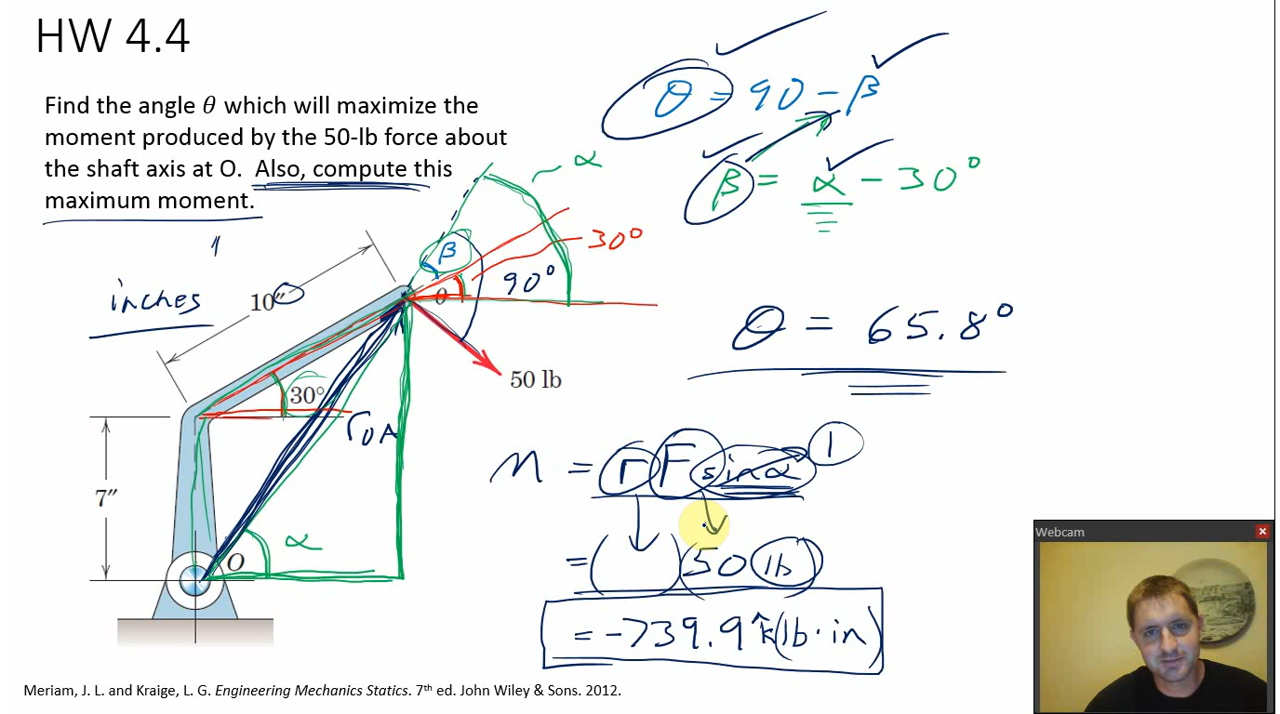 HW 4.4
Find the angle θ which will maximize the
moment produced by the 50-lb force about
the shaft axis at O. Also, compute this
maximum moment.
θ = 90 - β
β = α - 30°
α
β
30°
90°
θ
inches
10"
θ = 65.8°
50 lb
30°
r OA
M = r F sinα 1
7"
α
O
= ( ) (50 lb)
= -739.9 k̂ (lb·in)
Webcam
Meriam, J. L. and Kraige, L. G. Engineering Mechanics Statics. 7th ed. John Wiley & Sons. 2012.